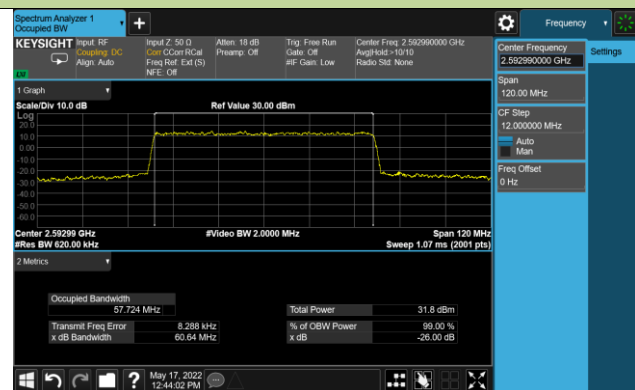 Spectrum Analyzer 1
Occupied BW
Frequency
KEYSIGHT
Input: RF
Coupling: DC
Align: Auto
Input Z: 50 Ω
Corr CCorr RCal
Freq Ref: Ext (S)
NFE: Off
Atten: 18 dB
Preamp: Off
Trig: Free Run
Gate: Off
#IF Gain: Low
Center Freq: 2.592990000 GHz
Avg|Hold:>10/10
Radio Std: None
LXI
Center Frequency
2.592990000 GHz
Settings
Span
120.00 MHz
CF Step
12.000000 MHz
Auto
Man
Freq Offset
0 Hz
1 Graph
Scale/Div 10.0 dB
Ref Value 30.00 dBm
Log
20.0
10.0
0.00
-10.0
-20.0
-30.0
-40.0
-50.0
-60.0
Center 2.59299 GHz
#Video BW 2.0000 MHz
Span 120 MHz
#Res BW 620.00 kHz
Sweep 1.07 ms (2001 pts)
2 Metrics
Occupied Bandwidth
57.724 MHz
Total Power
31.8 dBm
Transmit Freq Error
8.288 kHz
% of OBW Power
99.00 %
x dB Bandwidth
60.64 MHz
x dB
-26.00 dB
?
May 17, 2022
12:44:02 PM